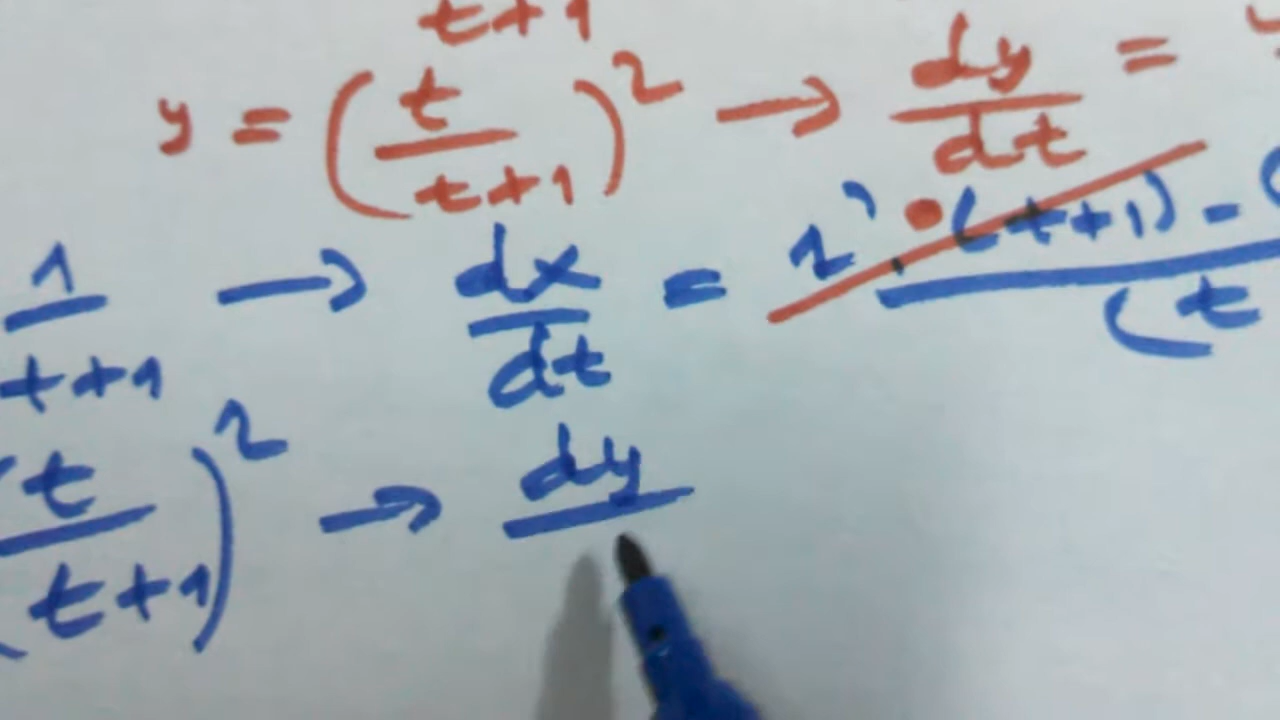 t+1
y = (t/t+1)² → dy/dt =
1/t+1 → dx/dt = 1' • (t+1) - ( / (t
(t/t+1)² → dy